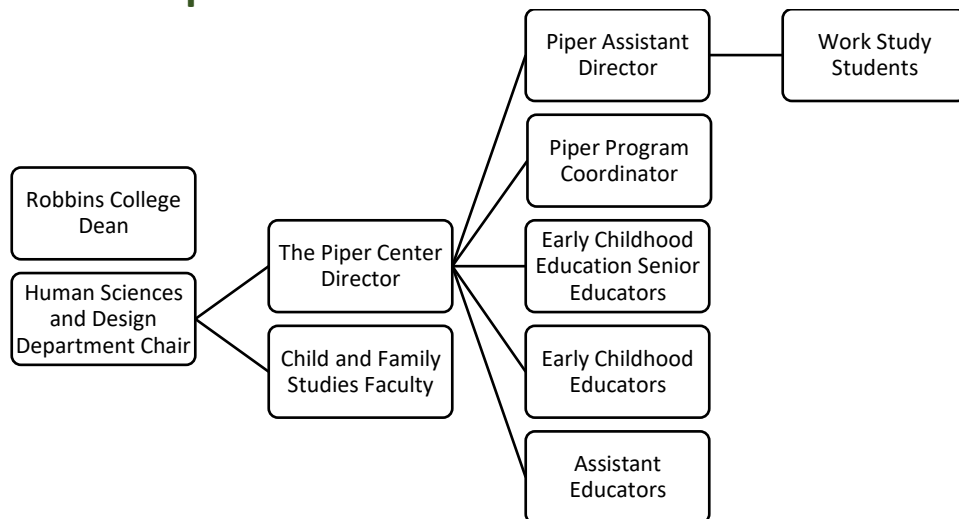 Robbins College
Dean
Human Sciences
and Design
Department Chair
The Piper Center
Director
Child and Family
Studies Faculty
Piper Assistant
Director
Work Study
Students
Piper Program
Coordinator
Early Childhood
Education Senior
Educators
Early Childhood
Educators
Assistant
Educators